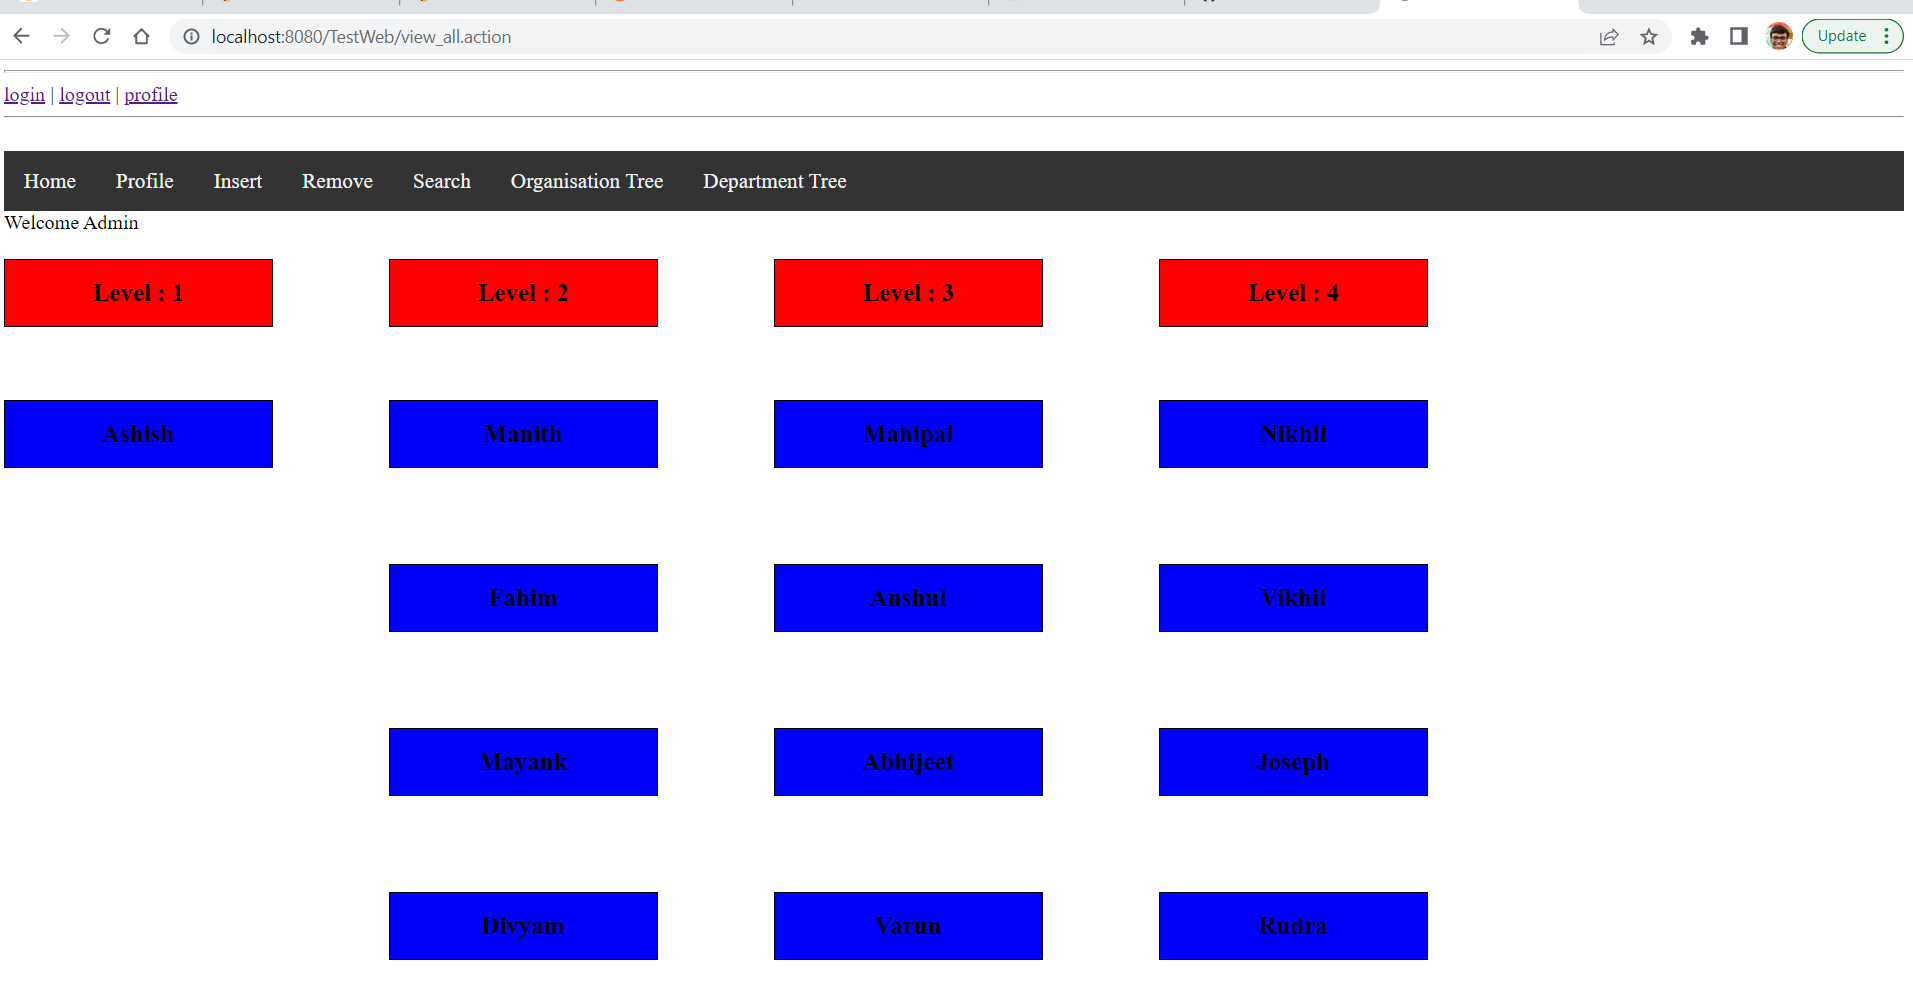 localhost:8080/TestWeb/view_all.action Update
login | logout | profile
Home Profile Insert Remove Search Organisation Tree Department Tree
Welcome Admin
Level : 1 Level : 2 Level : 3 Level : 4
Ashish Manith Mahipal Nikhil
Fahim Anshul Vikhil
Mayank Abhijeet Joseph
Divyam Varun Rudra